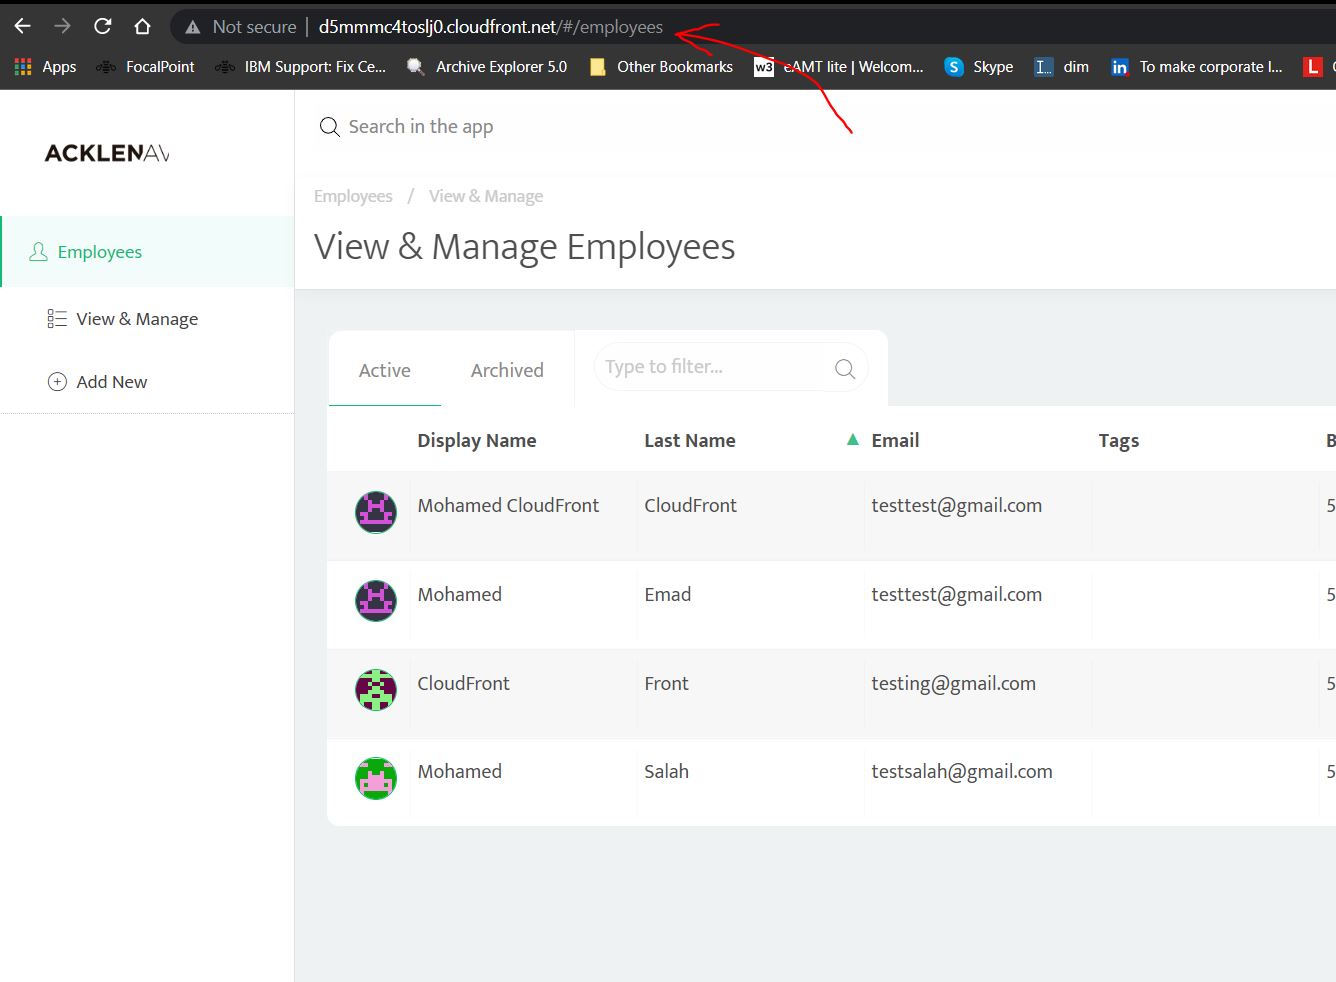 Not secure | d5mmmc4toslj0.cloudfront.net/#/employees
Apps FocalPoint IBM Support: Fix Ce... Archive Explorer 5.0 Other Bookmarks w3 eAMT lite | Welcom... S Skype I... dim in To make corporate l... L
ACKLENAV
Search in the app
Employees / View & Manage
View & Manage Employees
Employees
View & Manage
Add New
Active Archived Type to filter...
Display Name Last Name Email Tags B
Mohamed CloudFront CloudFront testtest@gmail.com 5
Mohamed Emad testtest@gmail.com 5
CloudFront Front testing@gmail.com 5
Mohamed Salah testsalah@gmail.com 5